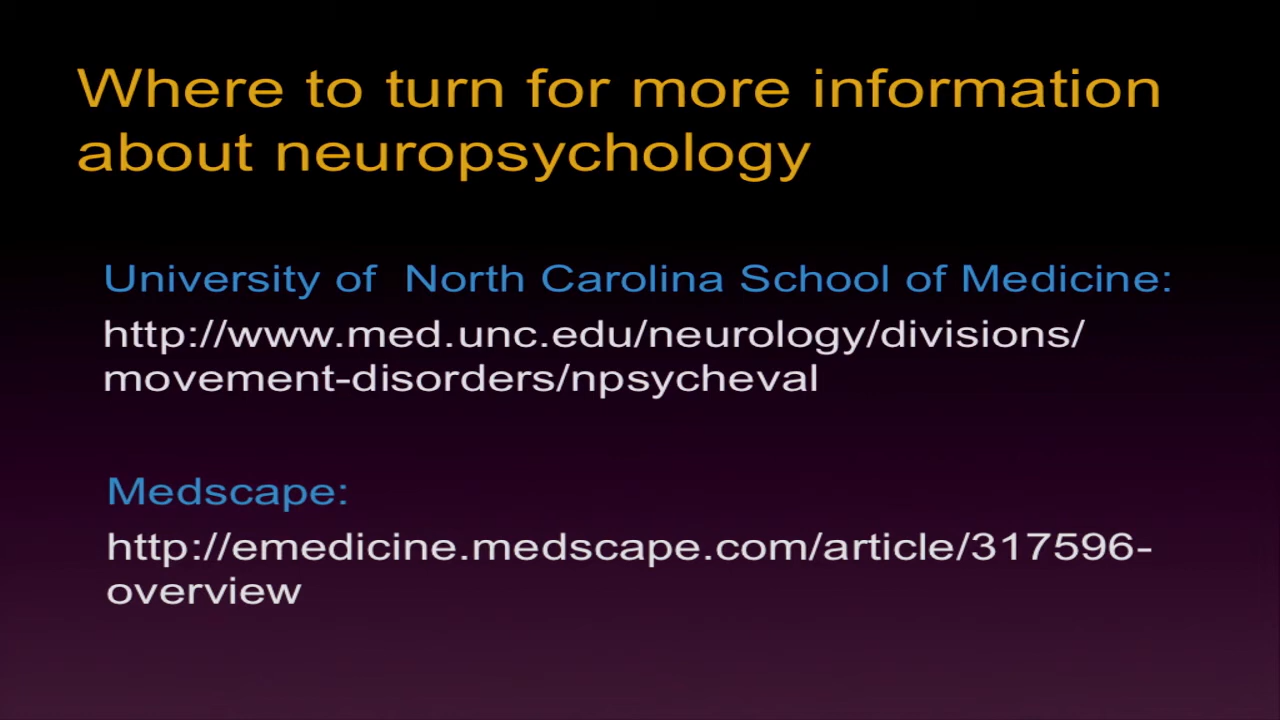 Where to turn for more information
about neuropsychology
University of  North Carolina School of Medicine:
http://www.med.unc.edu/neurology/divisions/
movement-disorders/npsycheval
Medscape:
http://emedicine.medscape.com/article/317596-
overview